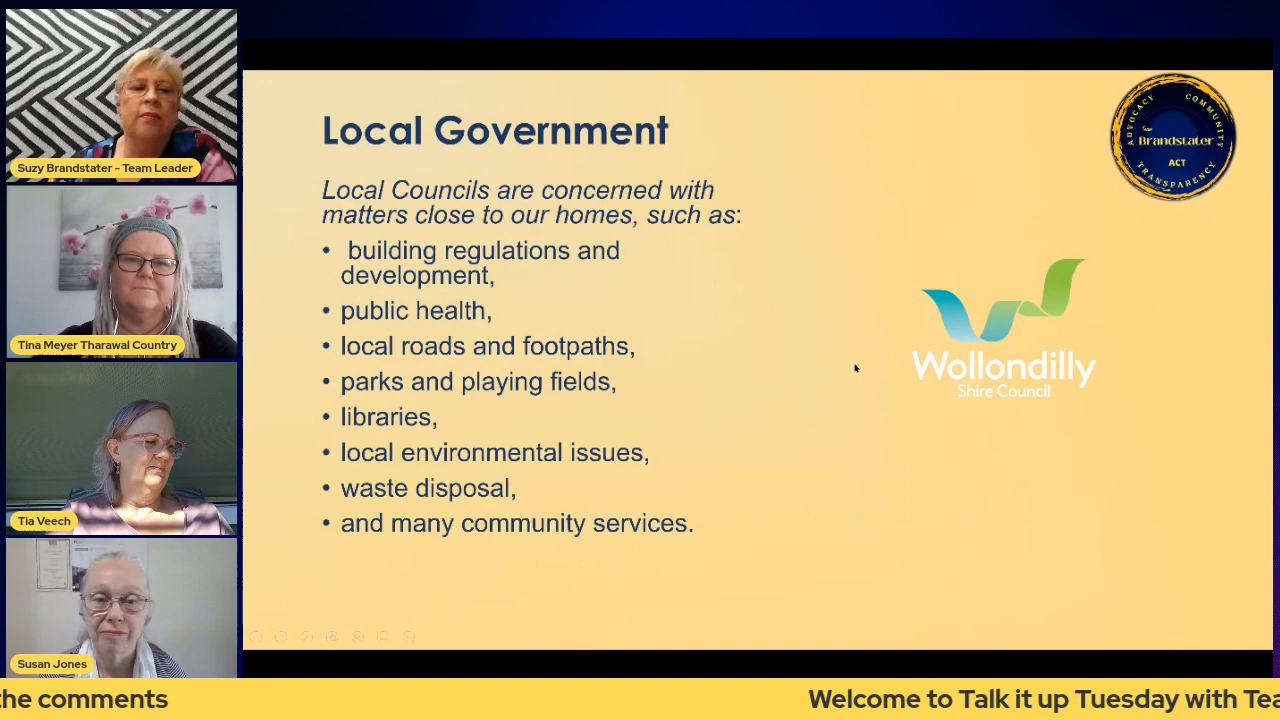 Suzy Brandstater - Team Leader
Tina Meyer Tharawal Country
Tia Veech
Susan Jones
Local Government
Local Councils are concerned with
matters close to our homes, such as:
• building regulations and
development,
• public health,
• local roads and footpaths,
• parks and playing fields,
• libraries,
• local environmental issues,
• waste disposal,
• and many community services.
ADVOCACY COMMUNITY
Team
Brandstater
ACT
TRANSPARENCY
Wollondilly
Shire Council
the comments
Welcome to Talk it up Tuesday with Tea